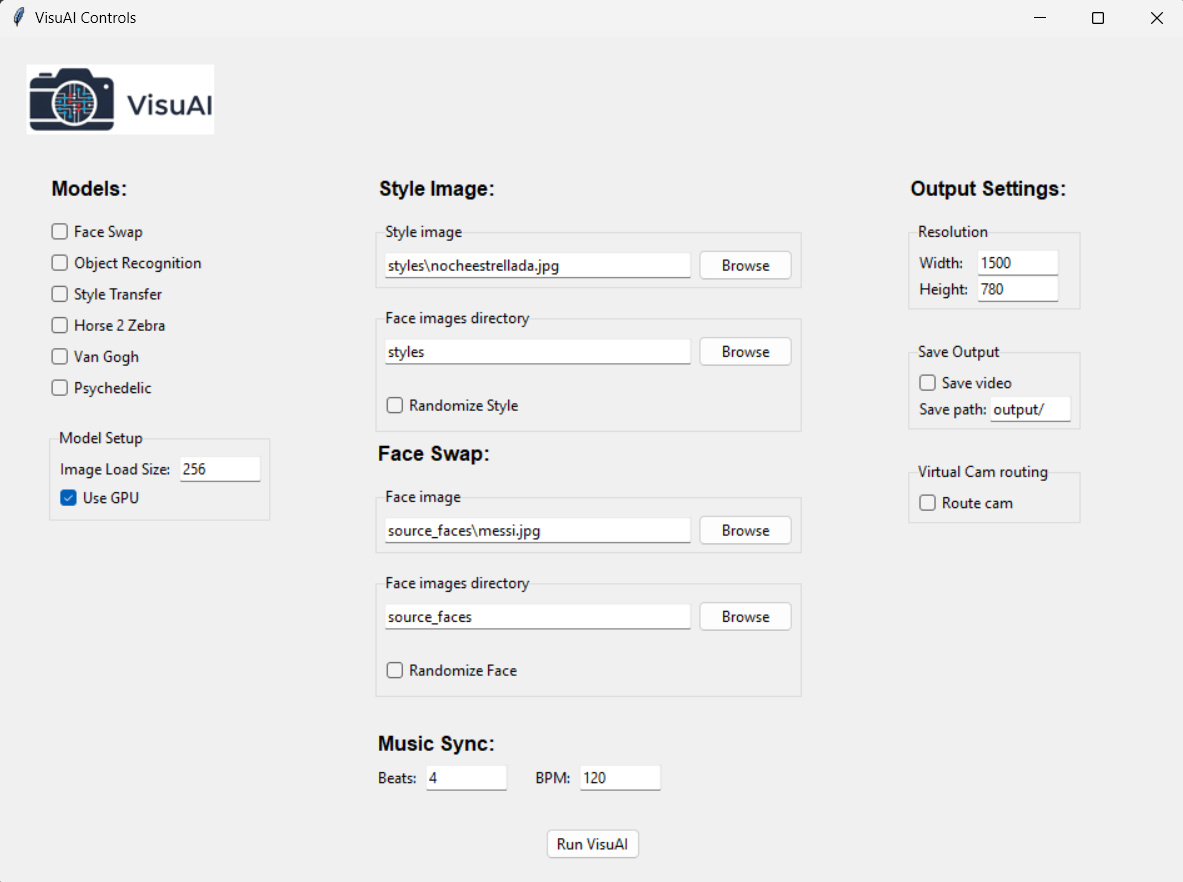 VisuAI Controls
VisuAI
Models:
Face Swap
Object Recognition
Style Transfer
Horse 2 Zebra
Van Gogh
Psychedelic
Model Setup
Image Load Size: 256
Use GPU
Style Image:
Style image
styles\nocheestrellada.jpg Browse
Face images directory
styles Browse
Randomize Style
Face Swap:
Face image
source_faces\messi.jpg Browse
Face images directory
source_faces Browse
Randomize Face
Music Sync:
Beats: 4 BPM: 120
Run VisuAI
Output Settings:
Resolution
Width: 1500
Height: 780
Save Output
Save video
Save path: output/
Virtual Cam routing
Route cam